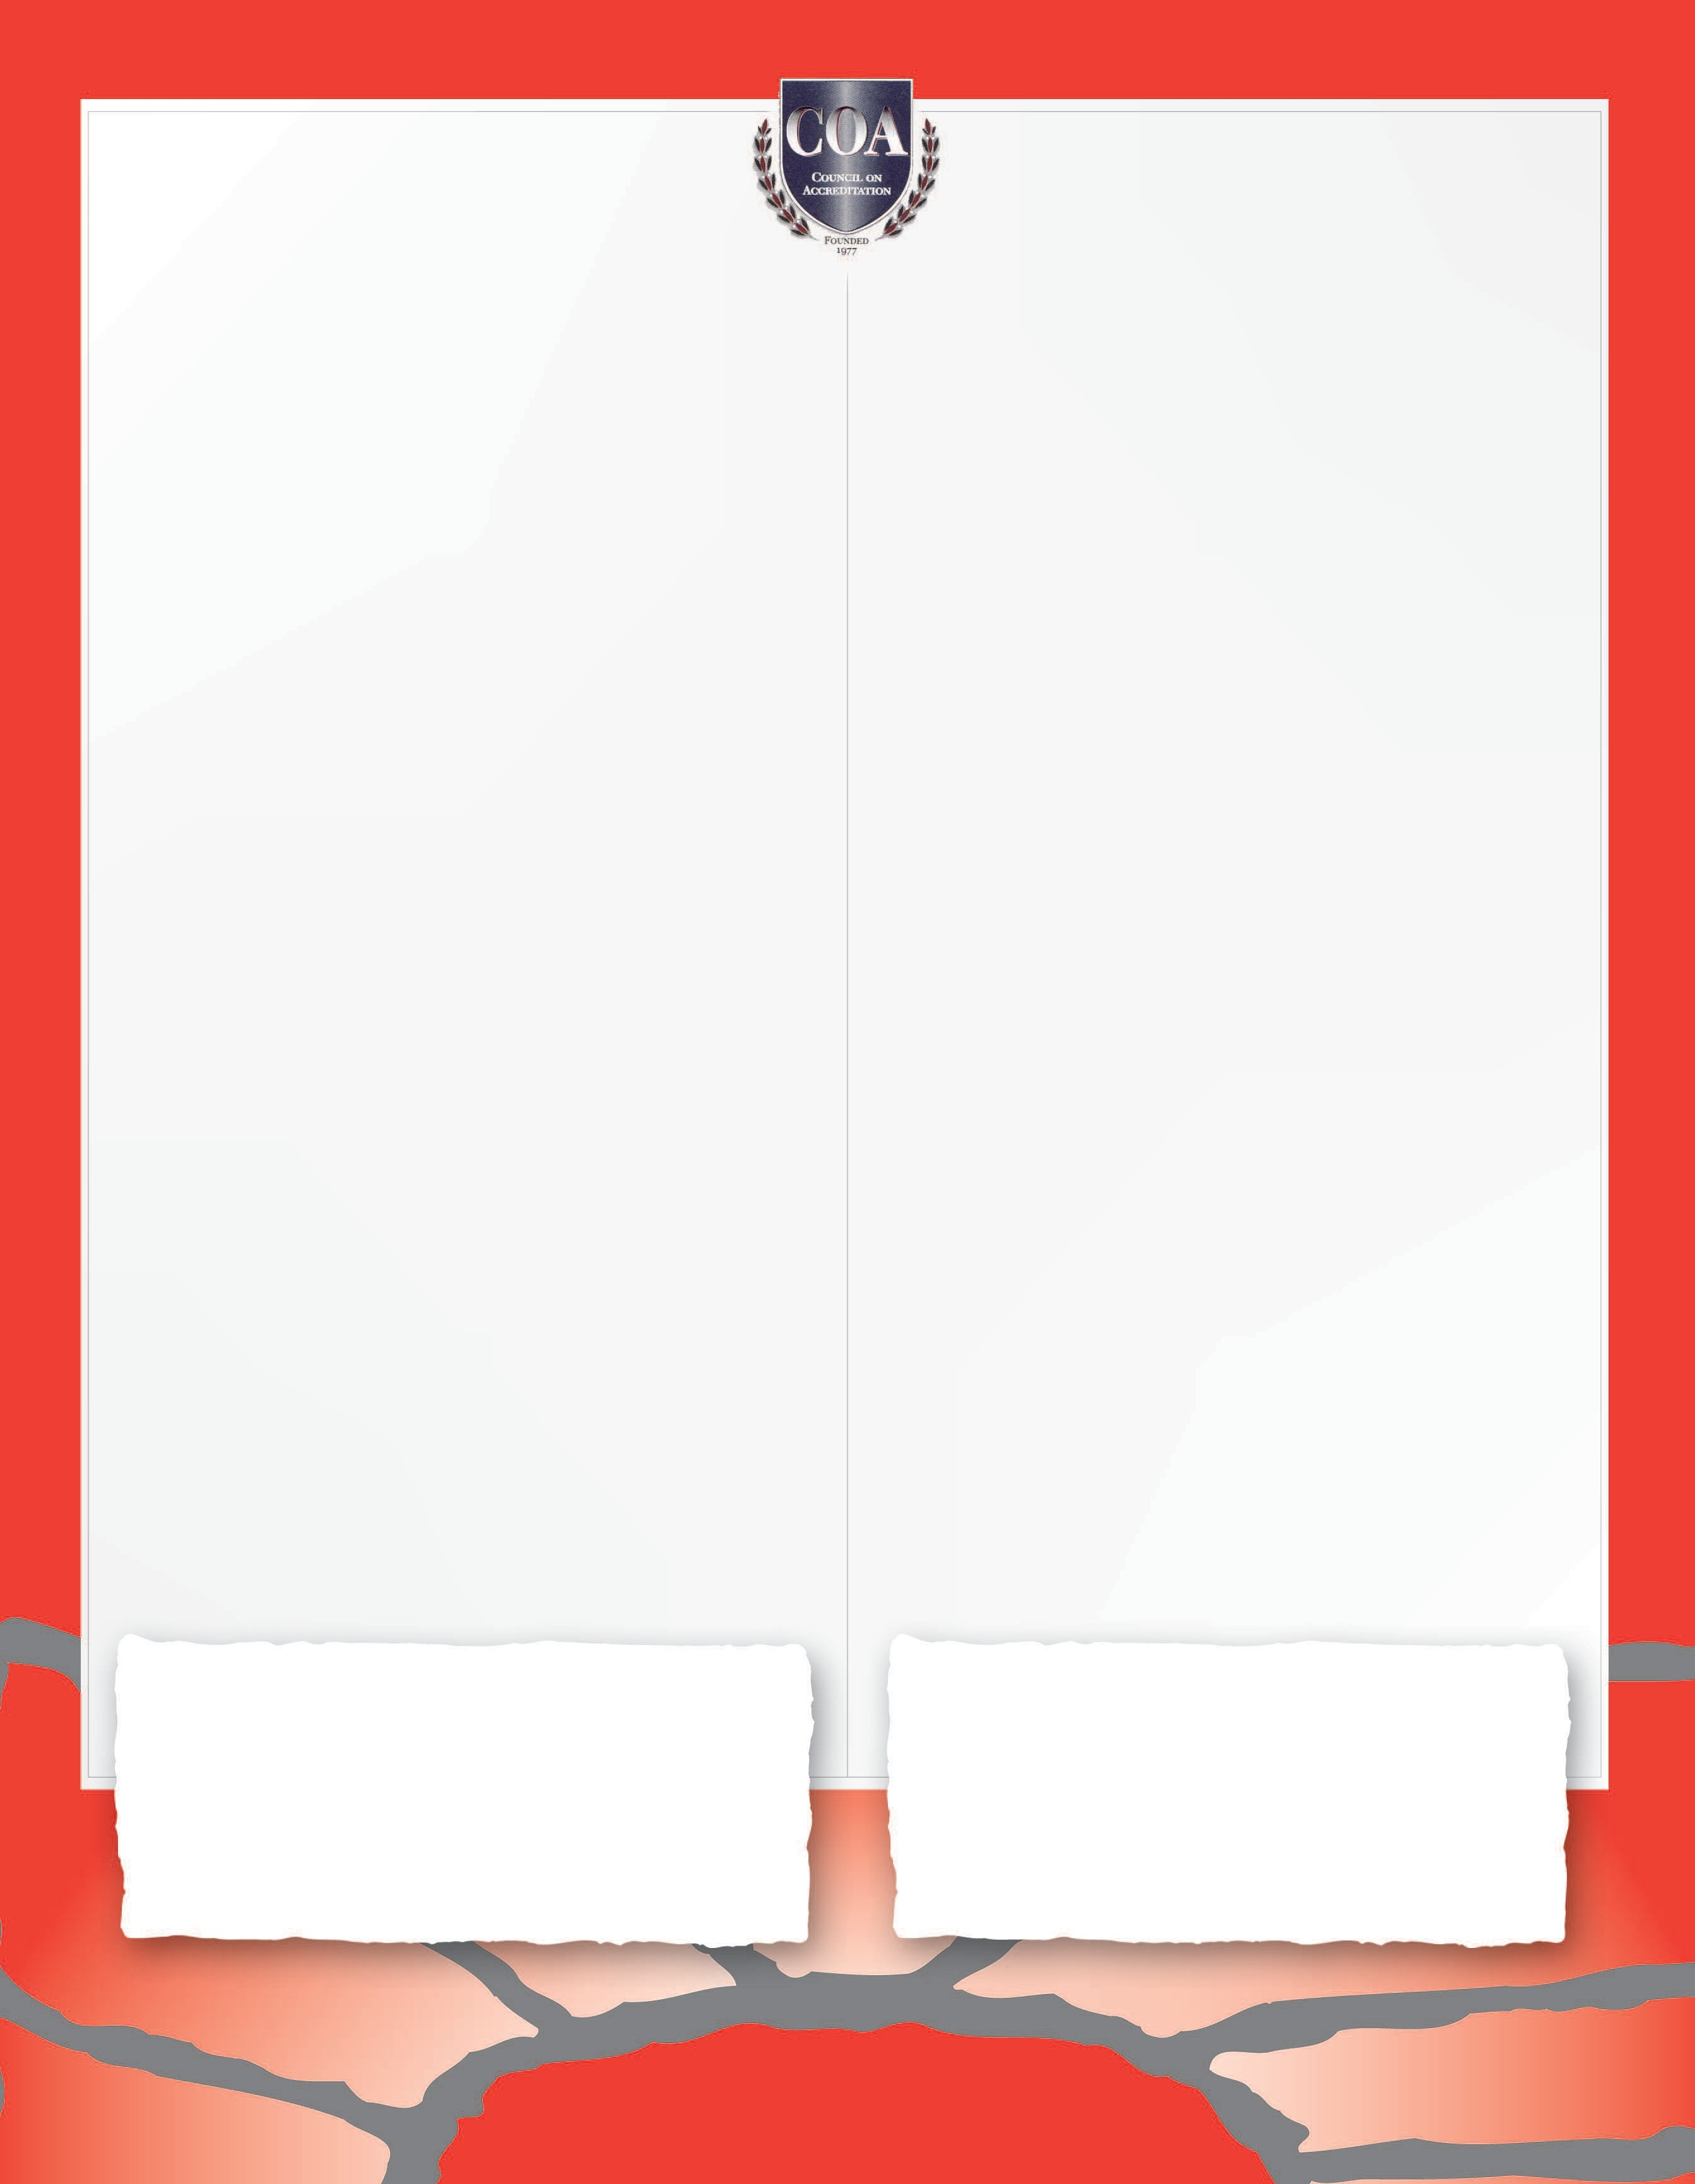 COA
COUNCIL ON
ACCREDITATION
FOUNDED
1977